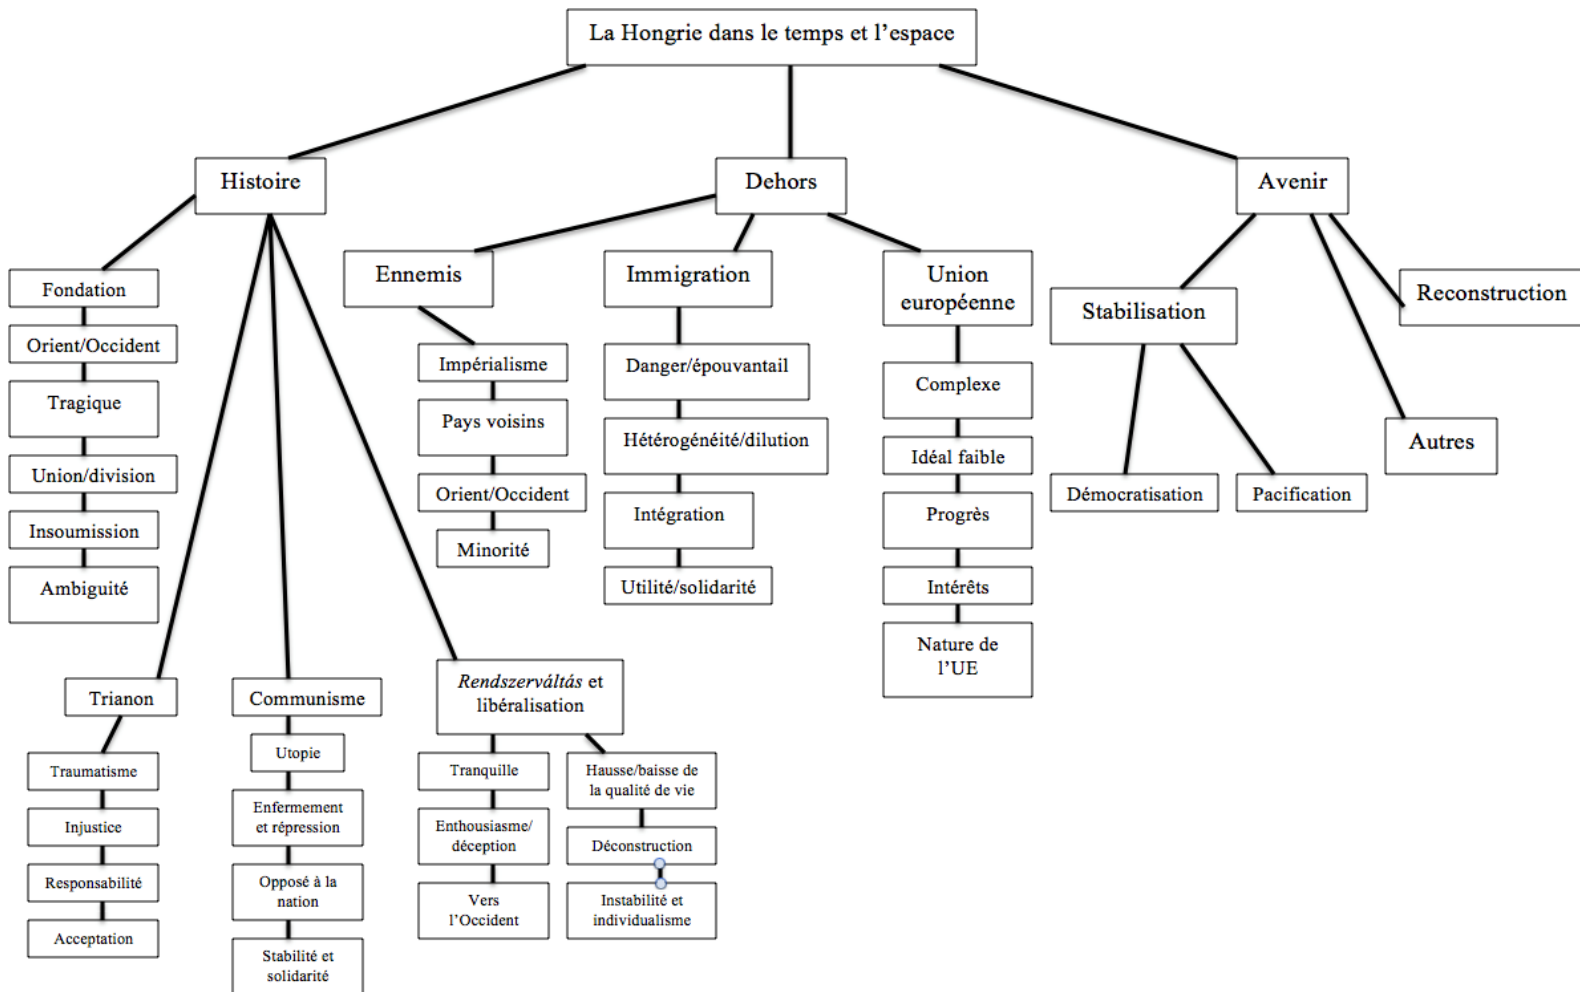 La Hongrie dans le temps et l'espace
Histoire
Dehors
Avenir
Fondation
Orient/Occident
Tragique
Union/division
Insoumission
Ambiguité
Ennemis
Impérialisme
Pays voisins
Orient/Occident
Minorité
Immigration
Danger/épouvantail
Hétérogénéité/dilution
Intégration
Utilité/solidarité
Union
européenne
Complexe
Idéal faible
Progrès
Intérêts
Nature de
l'UE
Stabilisation
Démocratisation
Pacification
Reconstruction
Autres
Trianon
Traumatisme
Injustice
Responsabilité
Acceptation
Communisme
Utopie
Enfermement
et répression
Opposé à la
nation
Stabilité et
solidarité
Rendszerváltás et
libéralisation
Tranquille
Enthousiasme/
déception
Vers
l'Occident
Hausse/baisse de
la qualité de vie
Déconstruction
Instabilité et
individualisme